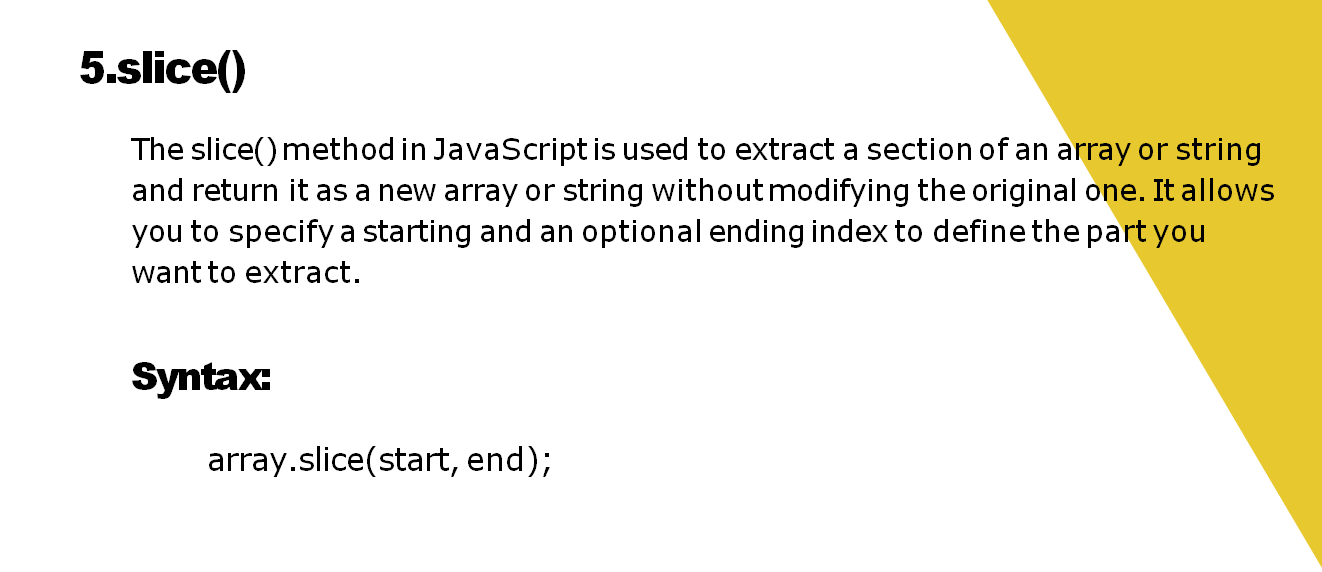 5.slice()
The slice() method in JavaScript is used to extract a section of an array or string
and return it as a new array or string without modifying the original one. It allows
you to specify a starting and an optional ending index to define the part you
want to extract.
Syntax:
array.slice(start, end);